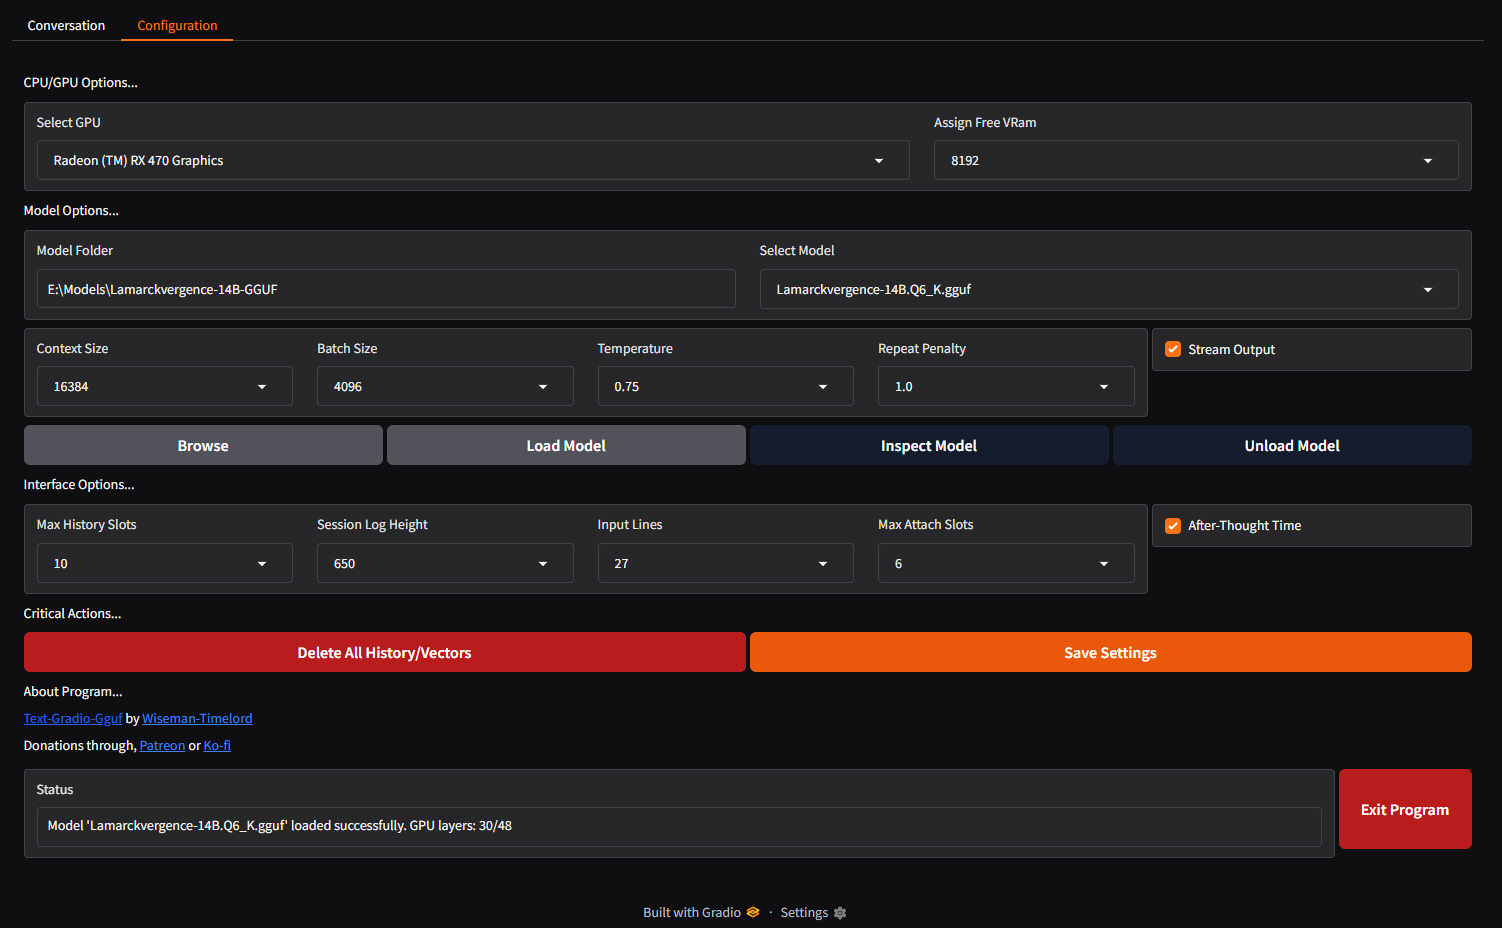 Conversation Configuration
CPU/GPU Options...
Select GPU Assign Free VRam
Radeon (TM) RX 470 Graphics 8192
Model Options...
Model Folder Select Model
E:\Models\Lamarckvergence-14B-GGUF Lamarckvergence-14B.Q6_K.gguf
Context Size Batch Size Temperature Repeat Penalty Stream Output
16384 4096 0.75 1.0
Browse Load Model Inspect Model Unload Model
Interface Options...
Max History Slots Session Log Height Input Lines Max Attach Slots After-Thought Time
10 650 27 6
Critical Actions...
Delete All History/Vectors Save Settings
About Program...
Text-Gradio-Gguf by Wiseman-Timelord
Donations through, Patreon or Ko-fi
Status
Model 'Lamarckvergence-14B.Q6_K.gguf' loaded successfully. GPU layers: 30/48
Exit Program
Built with Gradio · Settings